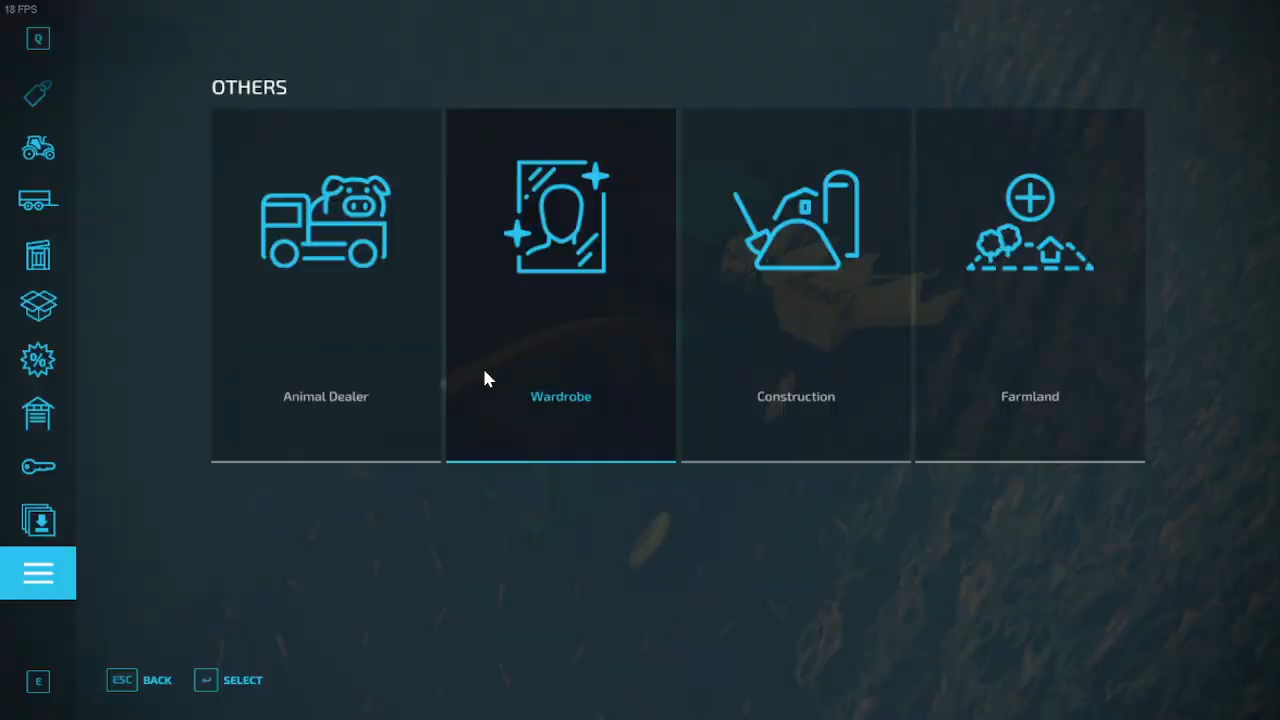 18 FPS
Q
OTHERS
%
Animal Dealer
Wardrobe
Construction
Farmland
E
ESC BACK
SELECT